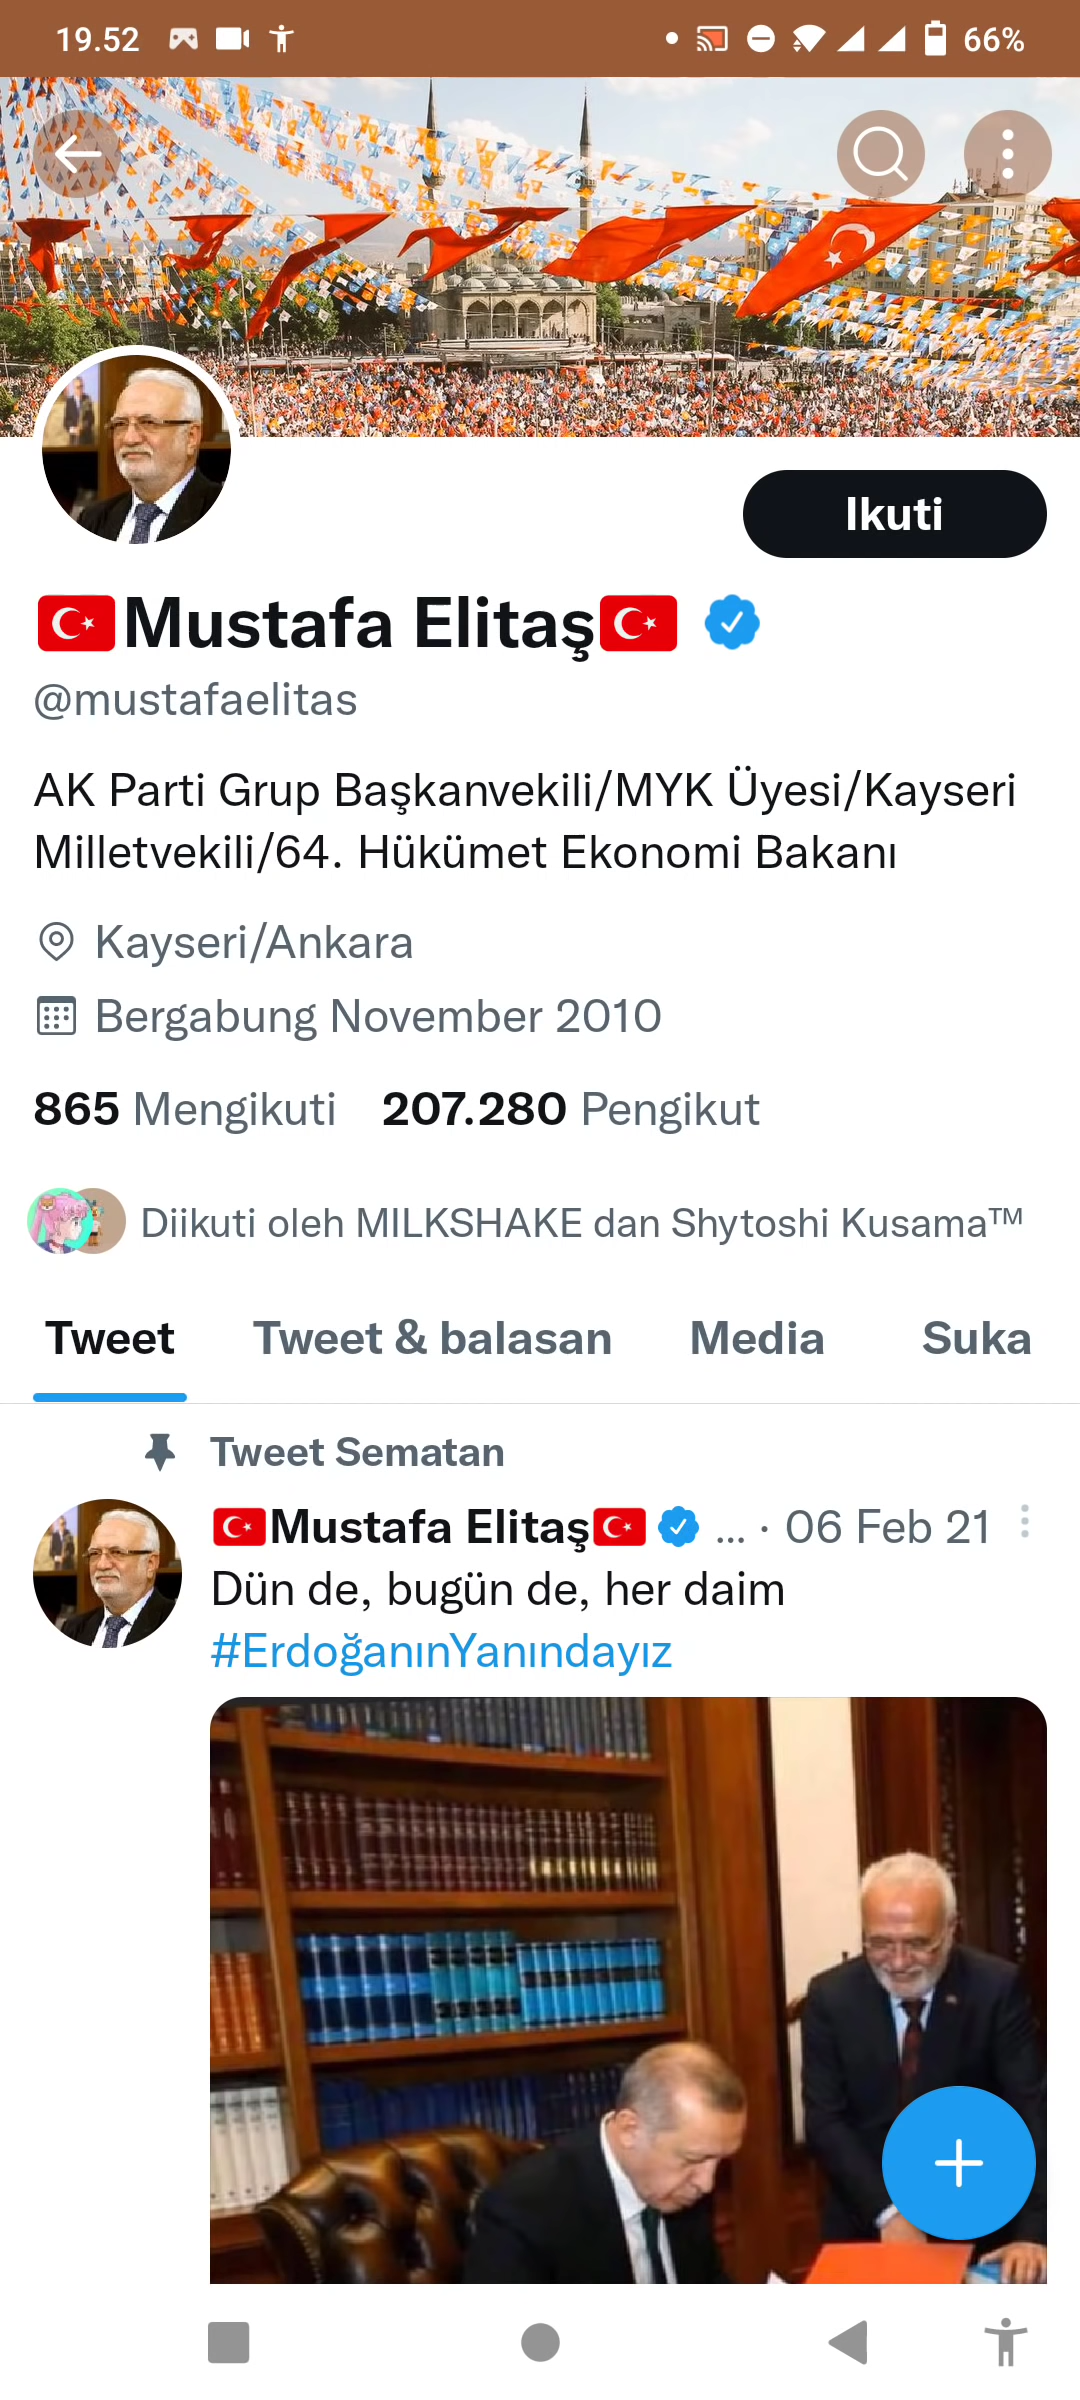 19.52
66%
Ikuti
Mustafa Elitaş
@mustafaelitas
AK Parti Grup Başkanvekili/MYK Üyesi/Kayseri
Milletvekili/64. Hükümet Ekonomi Bakanı
Kayseri/Ankara
Bergabung November 2010
865 Mengikuti 207.280 Pengikut
Diikuti oleh MILKSHAKE dan Shytoshi Kusama™
Tweet Tweet & balasan Media Suka
Tweet Sematan
Mustafa Elitaş ... · 06 Feb 21
Dün de, bugün de, her daim
#ErdoğanınYanındayız